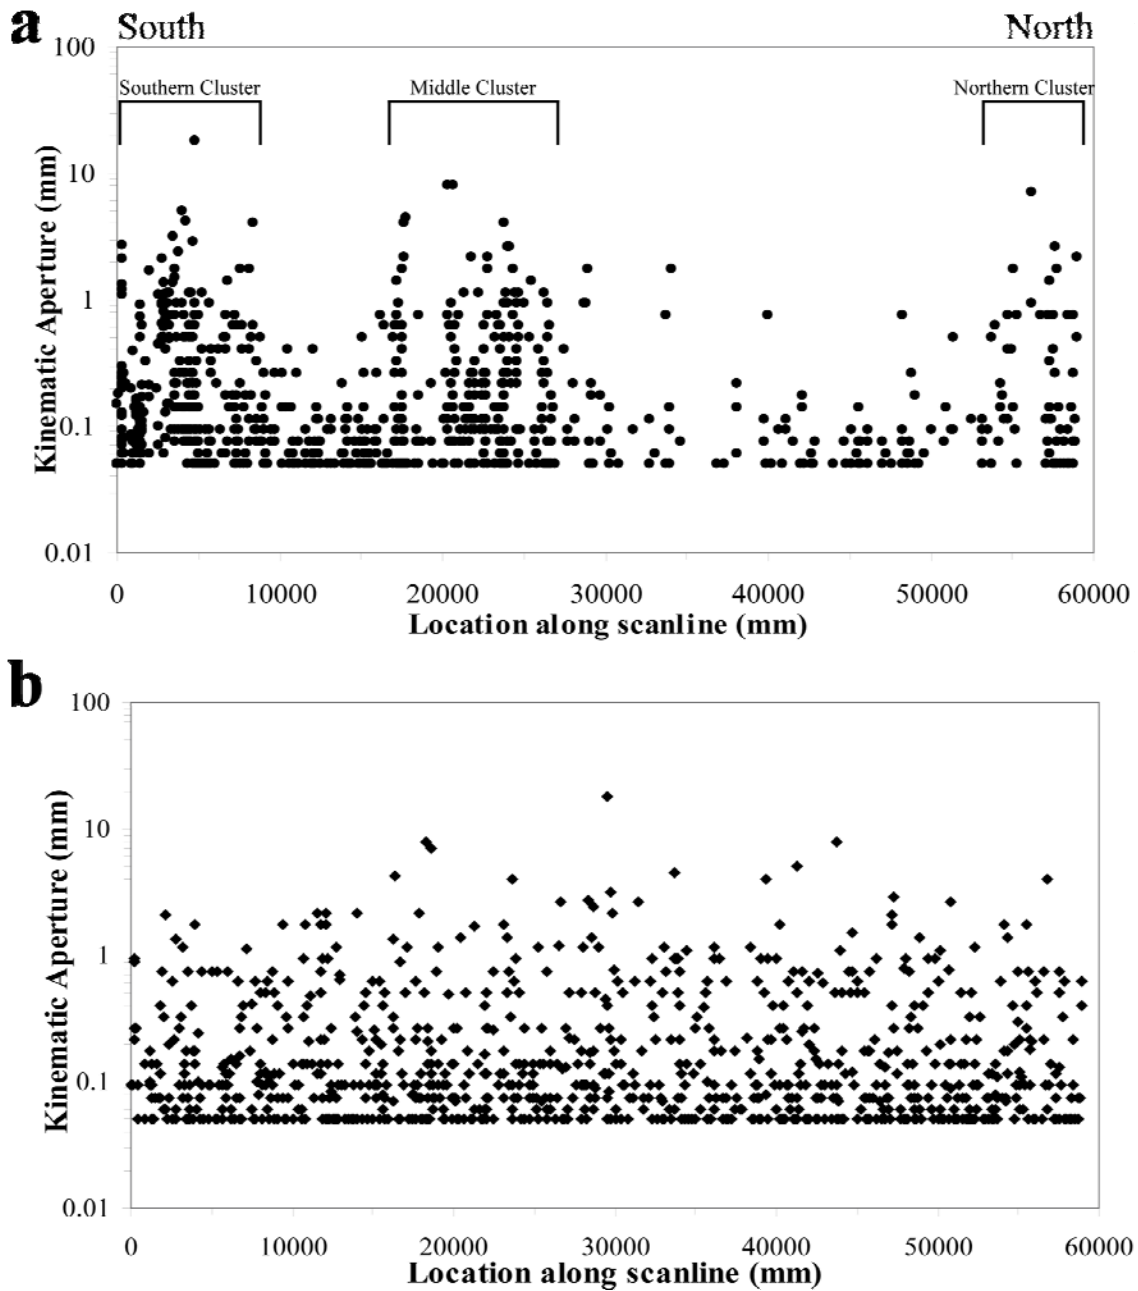 a
South North
100
Southern Cluster Middle Cluster Northern Cluster
10
1
0.1
0.01
Kinematic Aperture (mm)
0 10000 20000 30000 40000 50000 60000
Location along scanline (mm)
b
100
10
1
0.1
0.01
Kinematic Aperture (mm)
0 10000 20000 30000 40000 50000 60000
Location along scanline (mm)